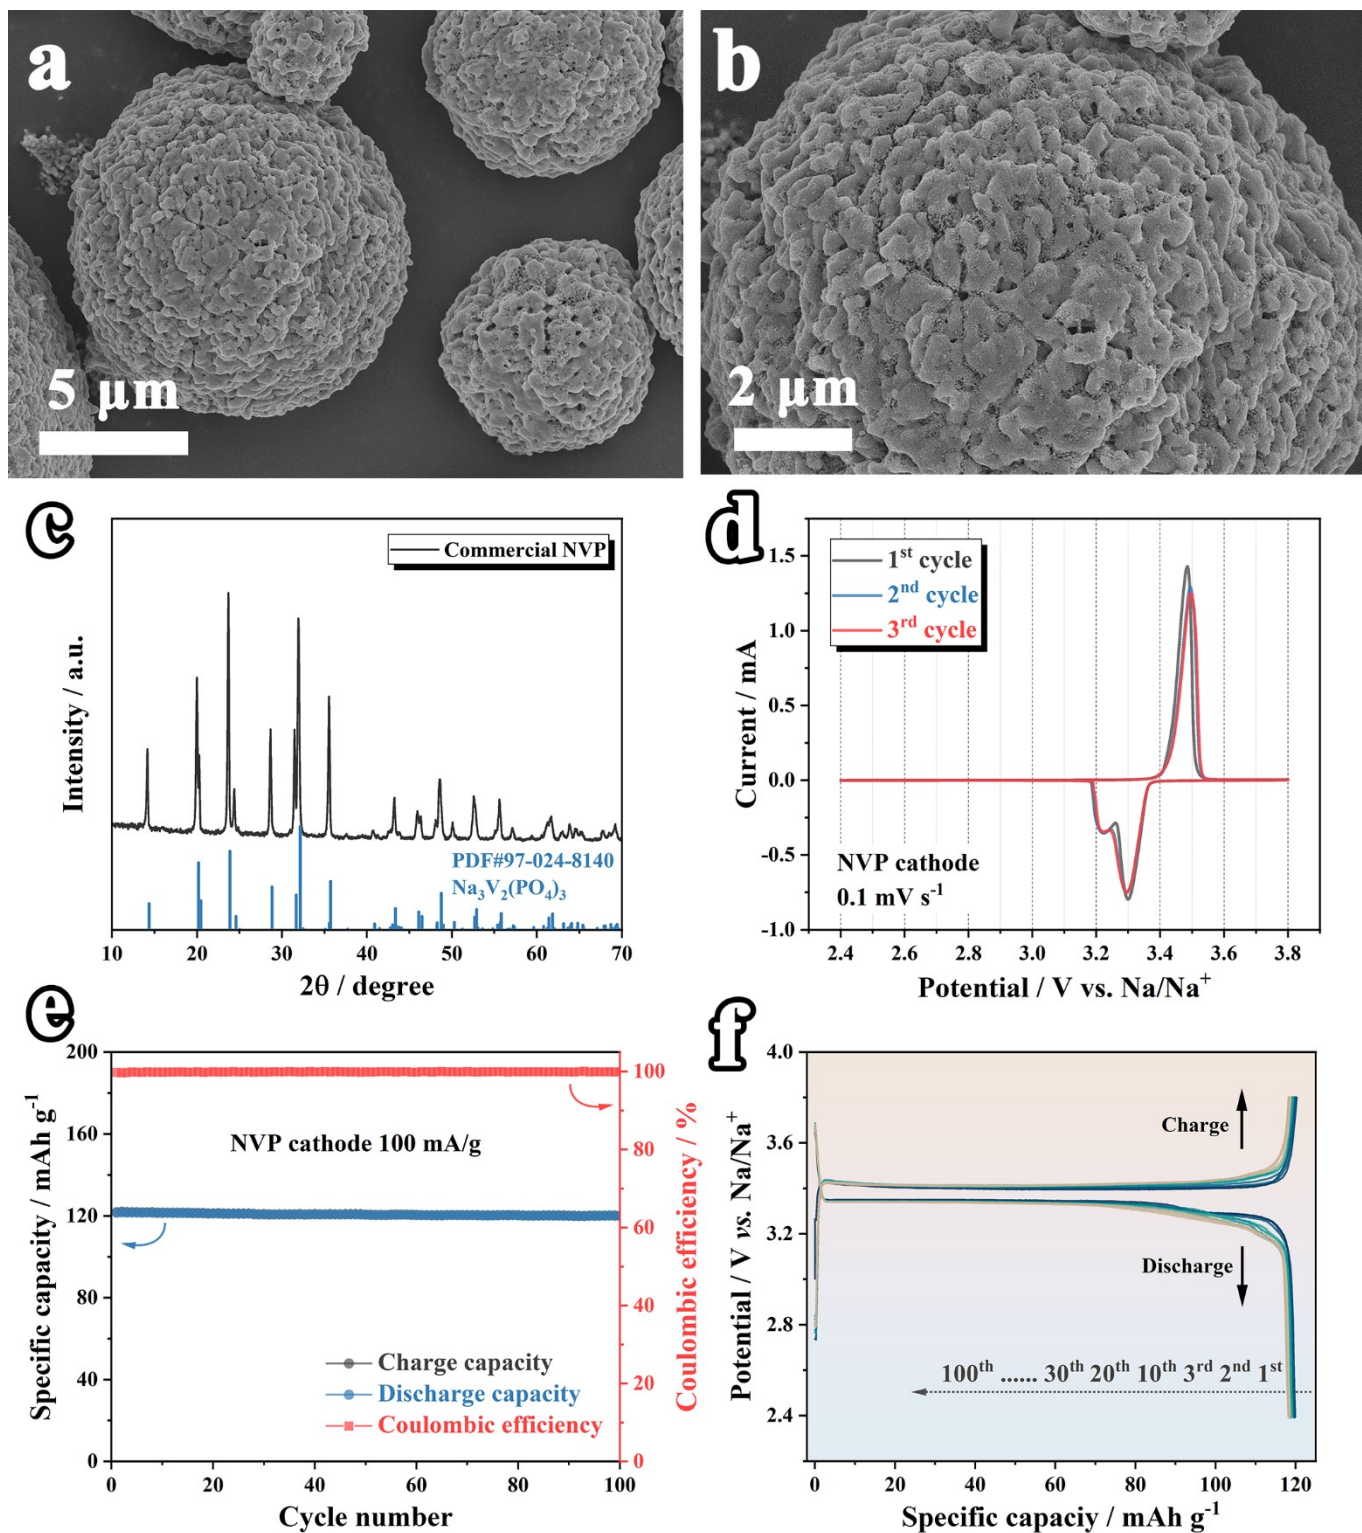 a
5 μm
b
2 μm
c
Commercial NVP
Intensity / a.u.
PDF#97-024-8140
Na₃V₂(PO₄)₃
10 20 30 40 50 60 70
2θ / degree
d
1ˢᵗ cycle
2ⁿᵈ cycle
3ʳᵈ cycle
Current / mA
1.5
1.0
0.5
0.0
-0.5
-1.0
NVP cathode
0.1 mV s⁻¹
2.4 2.6 2.8 3.0 3.2 3.4 3.6 3.8
Potential / V vs. Na/Na⁺
e
Specific capacity / mAh g⁻¹
200
160
120
80
40
0
NVP cathode 100 mA/g
Charge capacity
Discharge capacity
Coulombic efficiency
100
80
60
40
20
0
Coulombic efficiency / %
0 20 40 60 80 100
Cycle number
f
Potential / V vs. Na/Na⁺
4.0
3.6
3.2
2.8
2.4
Charge
Discharge
100ᵗʰ ...... 30ᵗʰ 20ᵗʰ 10ᵗʰ 3ʳᵈ 2ⁿᵈ 1ˢᵗ
0 20 40 60 80 100 120
Specific capaciy / mAh g⁻¹